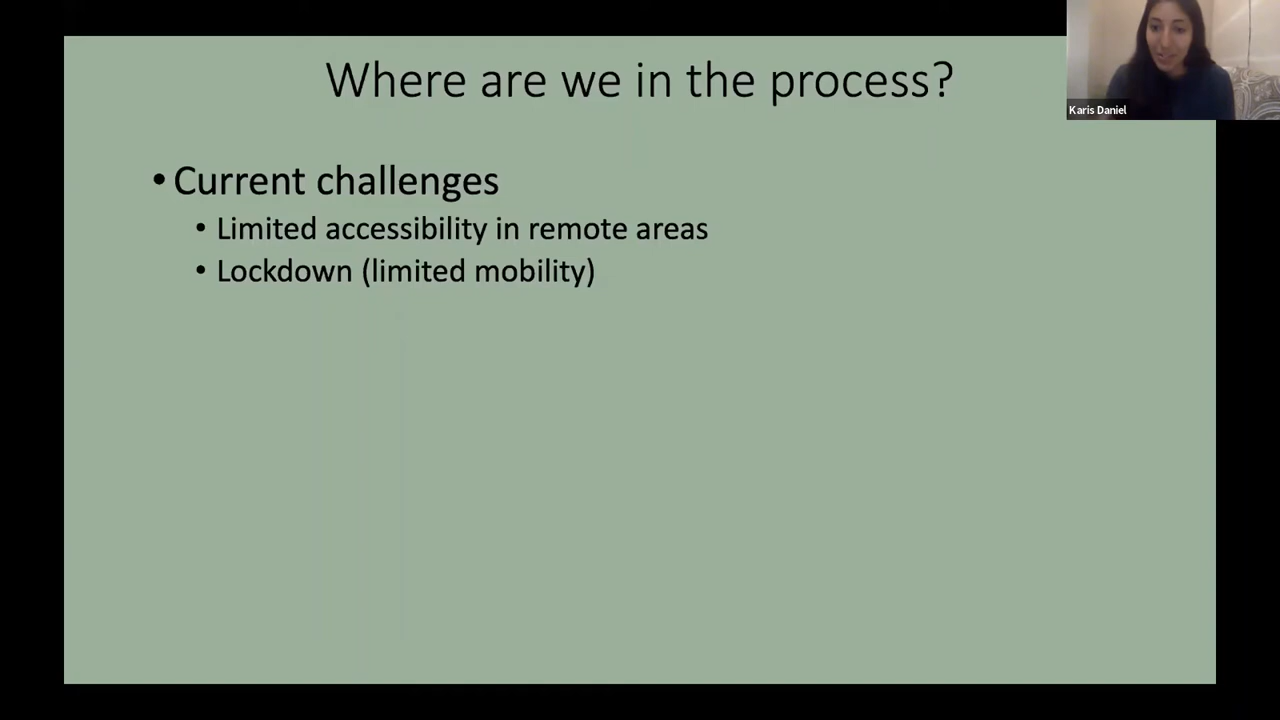 Where are we in the process?
Karis Daniel
• Current challenges
• Limited accessibility in remote areas
• Lockdown (limited mobility)